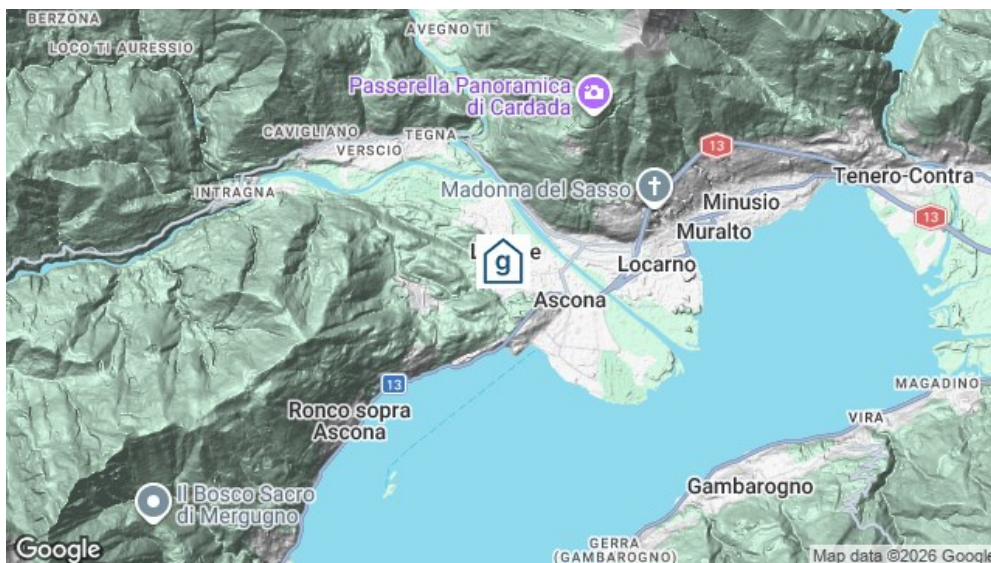 BERZONA
LOCO TI AURESSIO
AVEGNO TI
Passerella Panoramica
di Cardada
CAVIGLIANO
TEGNA
VERSCIO
13
INTRAGNA
Madonna del Sasso
Tenero-Contra
Minusio
13
Muralto
g
Locarno
Ascona
13
MAGADINO
Ronco sopra
Ascona
VIRA
Il Bosco Sacro
di Mergugno
Gambarogno
GERRA
(GAMBAROGNO)
Google
Map data ©2026 Google